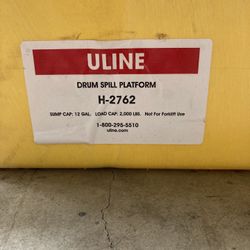 ULINE
DRUM SPILL PLATFORM
H-2762
SUMP CAP: 12 GAL. LOAD CAP: 2,000 LBS. Not For Forklift Use
1-800-295-5510
uline.com